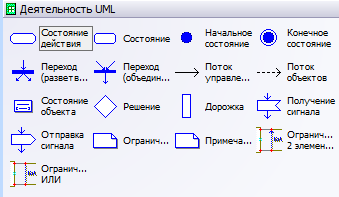 Деятельность UML
Состояние действия
Состояние
Начальное состояние
Конечное состояние
Переход (разветв...
Переход (объедин...
Поток управле...
Поток объектов
Состояние объекта
Решение
Дорожка
Получение сигнала
Отправка сигнала
Огранич...
Примеча...
Огранич... 2 элемен...
Огранич... ИЛИ